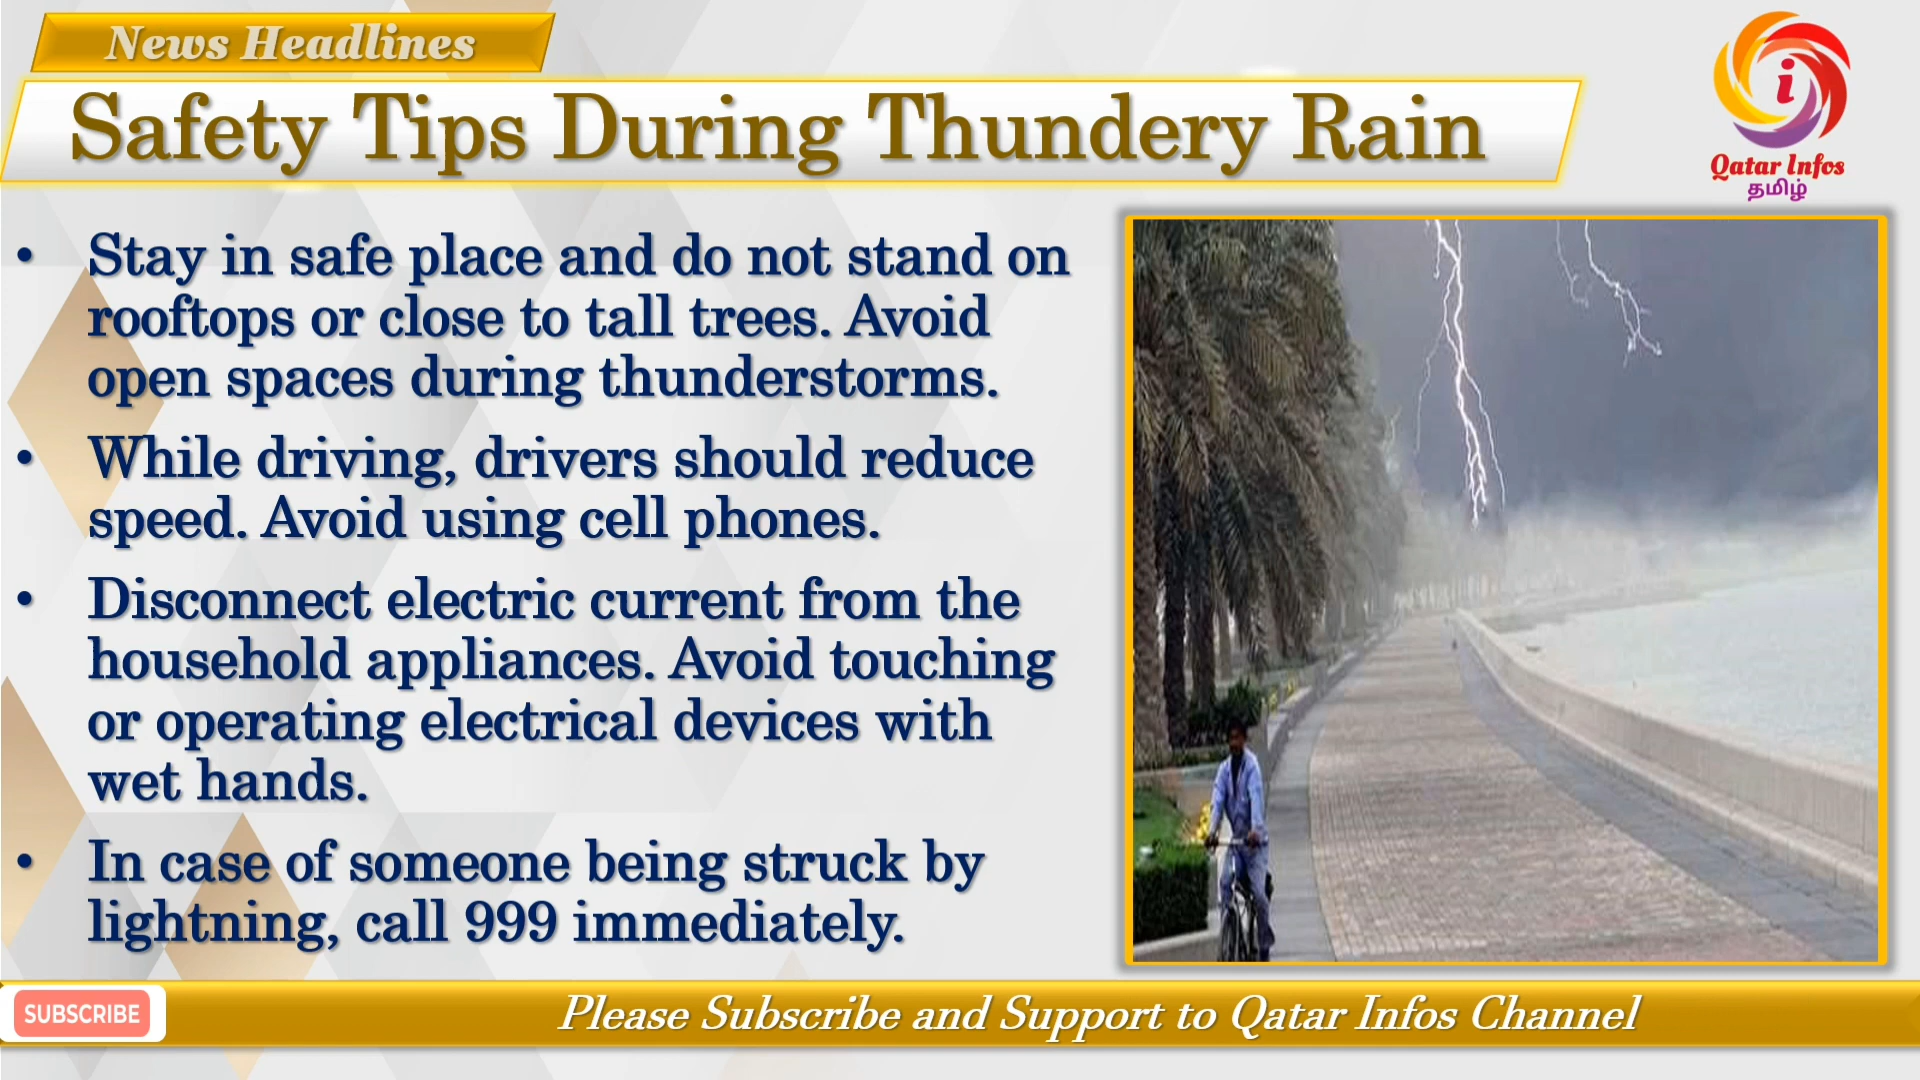 News Headlines
Safety Tips During Thundery Rain
i
Qatar Infos
தமிழ்
• Stay in safe place and do not stand on
rooftops or close to tall trees. Avoid
open spaces during thunderstorms.
• While driving, drivers should reduce
speed. Avoid using cell phones.
• Disconnect electric current from the
household appliances. Avoid touching
or operating electrical devices with
wet hands.
• In case of someone being struck by
lightning, call 999 immediately.
SUBSCRIBE
Please Subscribe and Support to Qatar Infos Channel